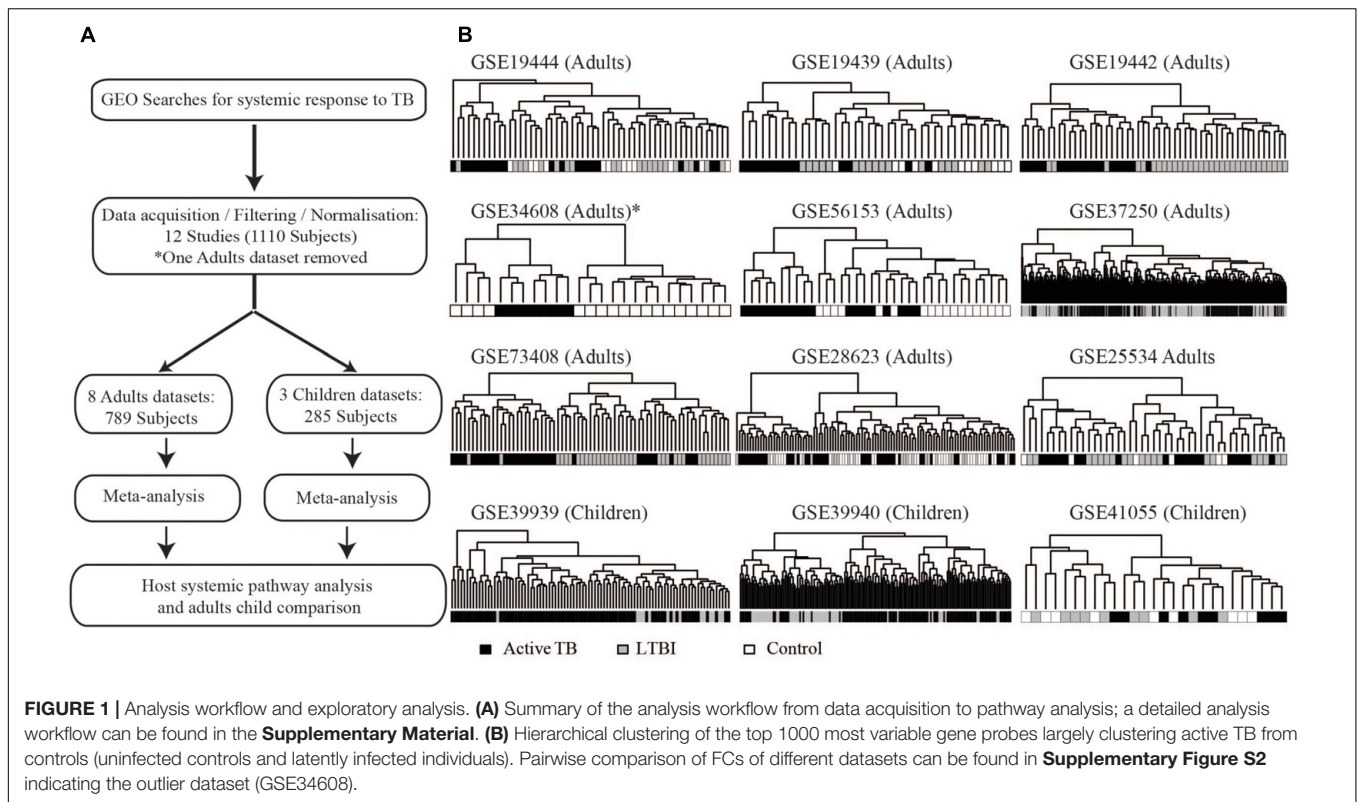 A
GEO Searches for systemic response to TB
Data acquisition / Filtering / Normalisation:
12 Studies (1110 Subjects)
*One Adults dataset removed
8 Adults datasets:
789 Subjects
3 Children datasets:
285 Subjects
Meta-analysis
Meta-analysis
Host systemic pathway analysis
and adults child comparison
B
GSE19444 (Adults)
GSE19439 (Adults)
GSE19442 (Adults)
GSE34608 (Adults)*
GSE56153 (Adults)
GSE37250 (Adults)
GSE73408 (Adults)
GSE28623 (Adults)
GSE25534 Adults
GSE39939 (Children)
GSE39940 (Children)
GSE41055 (Children)
Active TB
LTBI
Control
FIGURE 1 | Analysis workflow and exploratory analysis. (A) Summary of the analysis workflow from data acquisition to pathway analysis; a detailed analysis
workflow can be found in the Supplementary Material. (B) Hierarchical clustering of the top 1000 most variable gene probes largely clustering active TB from
controls (uninfected controls and latently infected individuals). Pairwise comparison of FCs of different datasets can be found in Supplementary Figure S2
indicating the outlier dataset (GSE34608).